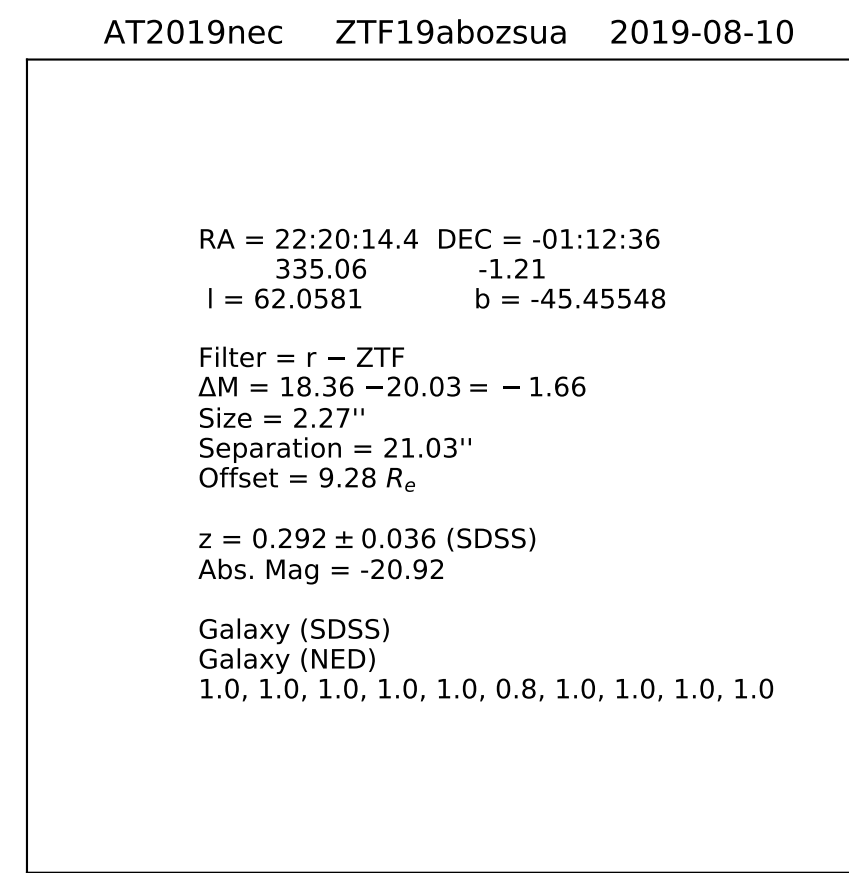 AT2019nec ZTF19abozsua 2019-08-10
RA = 22:20:14.4 DEC = -01:12:36
335.06 -1.21
l = 62.0581 b = -45.45548
Filter = r − ZTF
ΔM = 18.36 −20.03 = − 1.66
Size = 2.27''
Separation = 21.03''
Offset = 9.28 Rₑ
z = 0.292 ± 0.036 (SDSS)
Abs. Mag = -20.92
Galaxy (SDSS)
Galaxy (NED)
1.0, 1.0, 1.0, 1.0, 1.0, 0.8, 1.0, 1.0, 1.0, 1.0